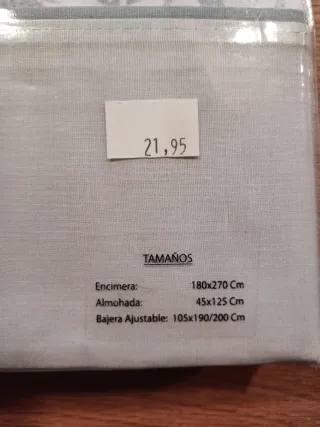 21,95
TAMAÑOS
Encimera: 180x270 Cm
Almohada: 45x125 Cm
Bajera Ajustable: 105x190/200 Cm